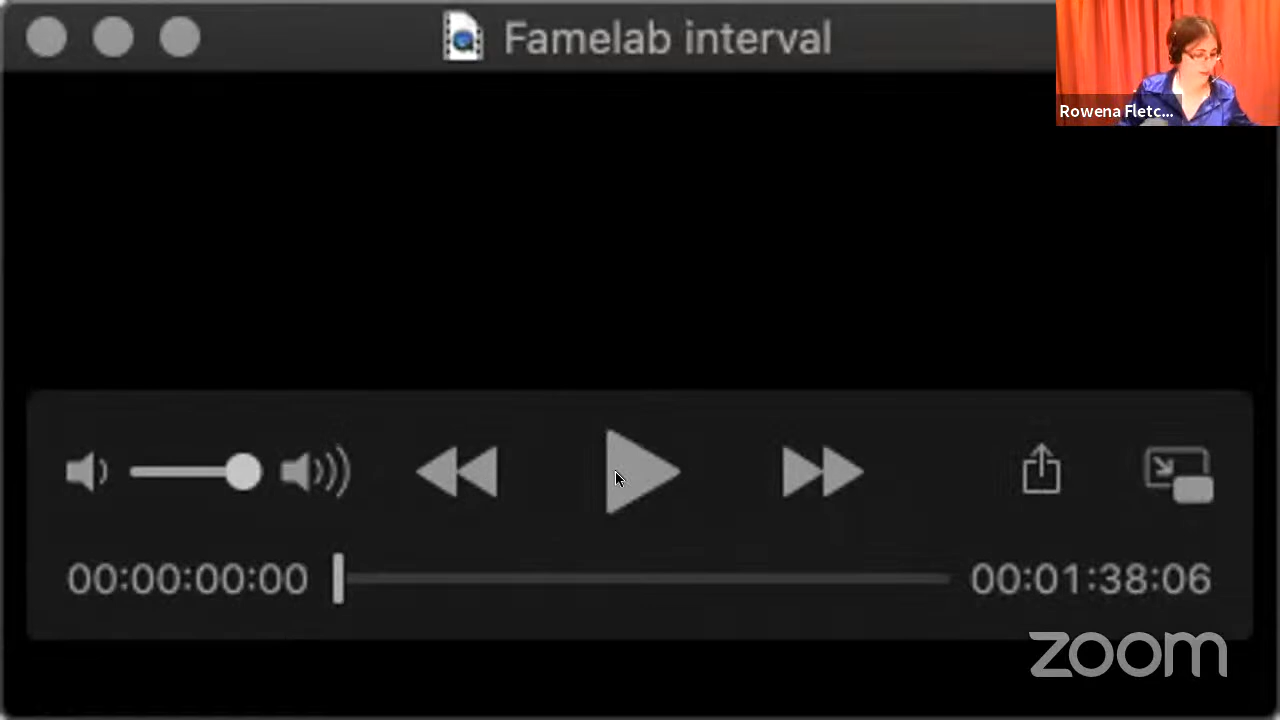 Famelab interval
Rowena Fletc...
00:00:00:00
00:01:38:06
zoom